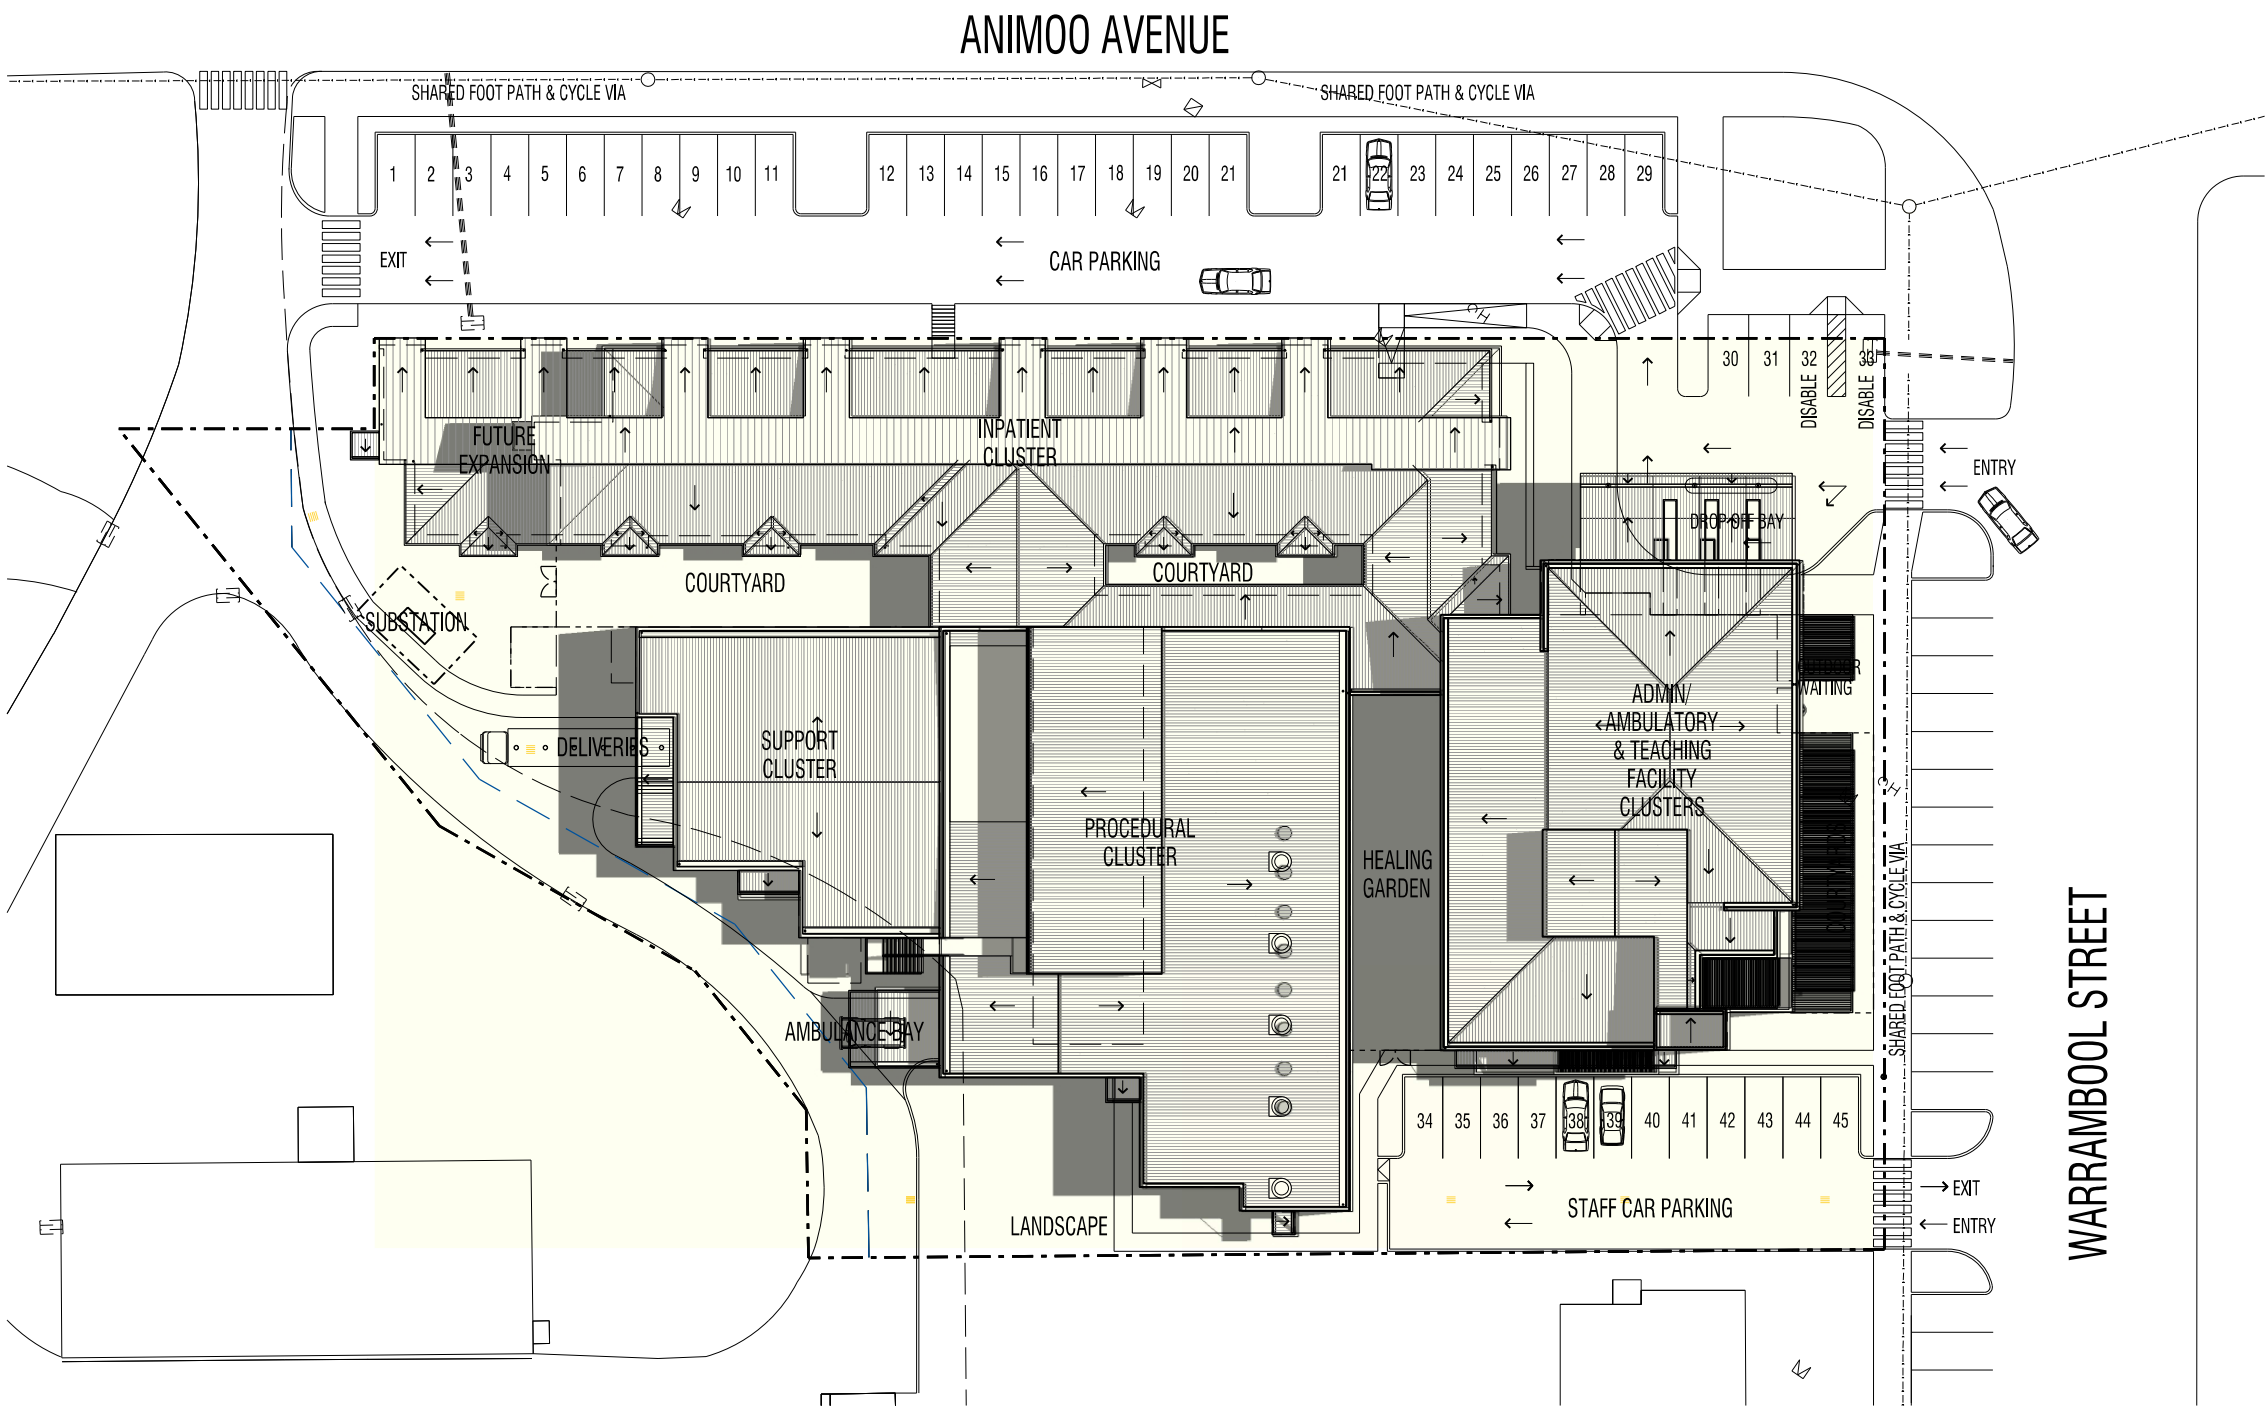 ANIMOO AVENUE
SHARED FOOT PATH & CYCLE VIA
SHARED FOOT PATH & CYCLE VIA
1 2 3 4 5 6 7 8 9 10 11
12 13 14 15 16 17 18 19 20 21
21 22 23 24 25 26 27 28 29
EXIT
CAR PARKING
30 31 32 33
DISABLE
DISABLE
FUTURE
EXPANSION
INPATIENT
CLUSTER
ENTRY
DROP OFF BAY
COURTYARD
COURTYARD
SUBSTATION
OUTDOOR
WAITING
DELIVERIES
SUPPORT
CLUSTER
PROCEDURAL
CLUSTER
ADMIN/
AMBULATORY
& TEACHING
FACILITY
CLUSTERS
HEALING
GARDEN
SHARED FOOT PATH & CYCLE VIA
WARRAMBOOL STREET
AMBULANCE BAY
34 35 36 37 38 39 40 41 42 43 44 45
EXIT
STAFF CAR PARKING
ENTRY
LANDSCAPE